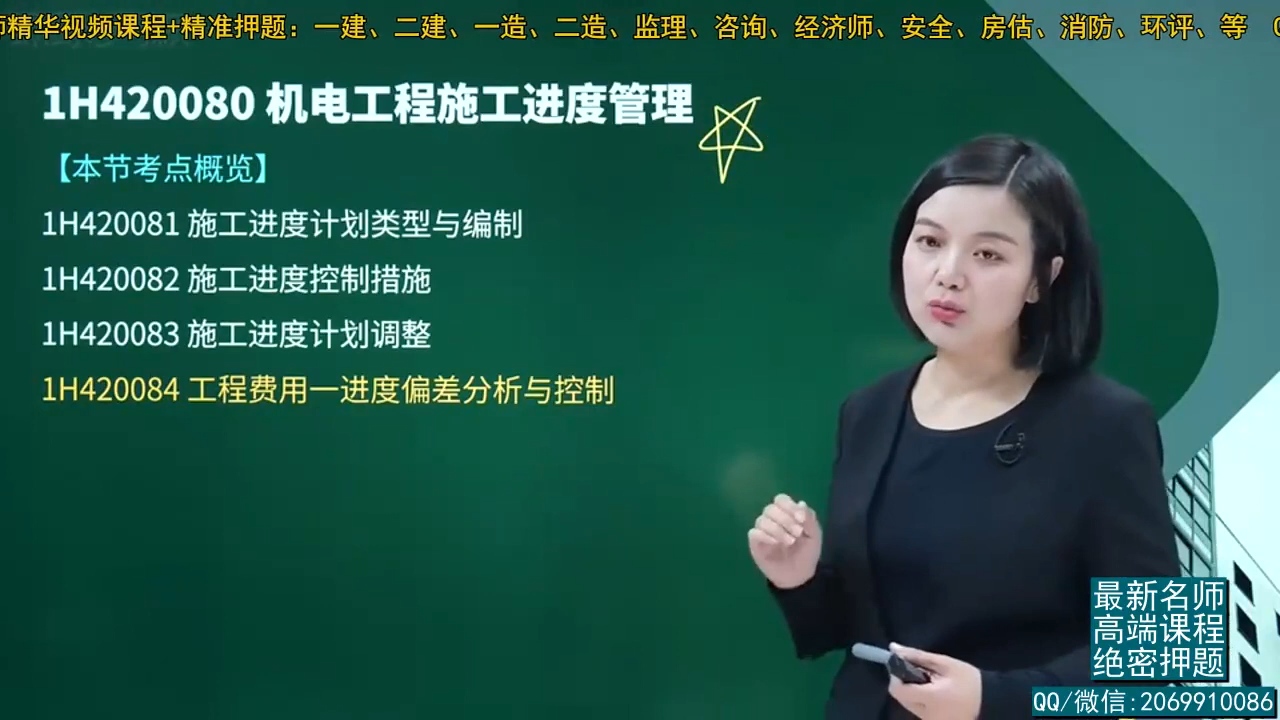 师精华视频课程+精准押题：一建、二建、一造、二造、监理、咨询、经济师、安全、房估、消防、环评、等
1H420080 机电工程施工进度管理
【本节考点概览】
1H420081 施工进度计划类型与编制
1H420082 施工进度控制措施
1H420083 施工进度计划调整
1H420084 工程费用一进度偏差分析与控制
最新名师
高端课程
绝密押题
QQ/微信:2069910086